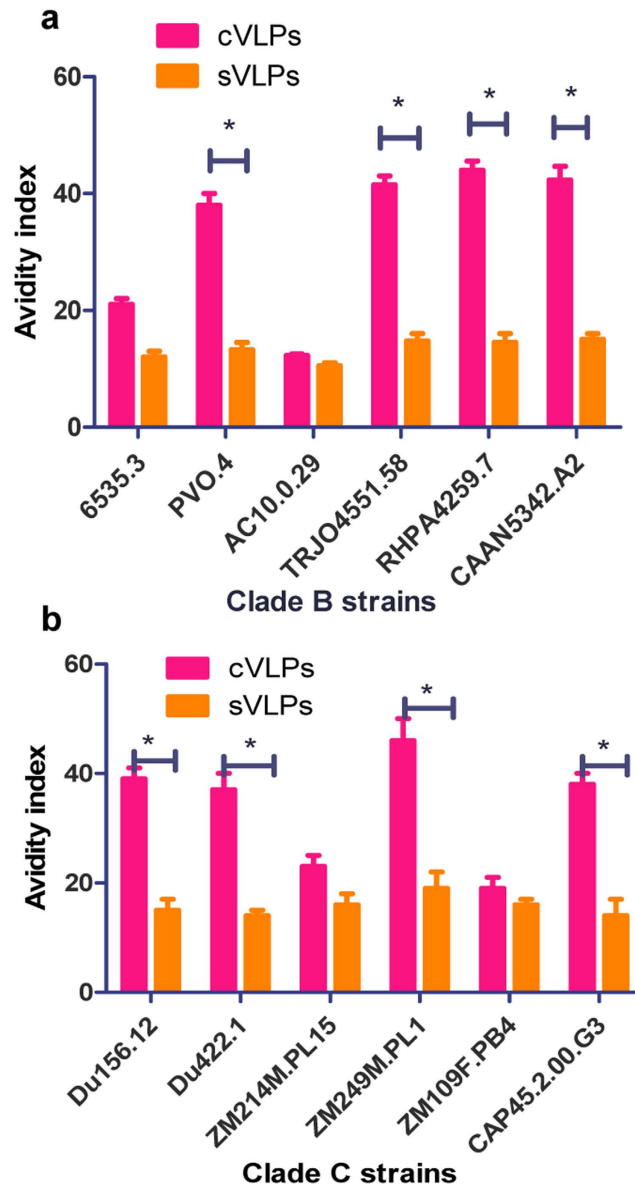 a
cVLPs
sVLPs
60
*
*
*
*
40
20
0
Avidity index
6535.3
PVO.4
AC10.0.29
TRJO4551.58
RHPA4259.7
CAAN5342.A2
Clade B strains
b
cVLPs
sVLPs
60
*
*
*
*
40
20
0
Avidity index
Du156.12
Du422.1
ZM214M.PL15
ZM249M.PL1
ZM109F.PB4
CAP45.2.00.G3
Clade C strains